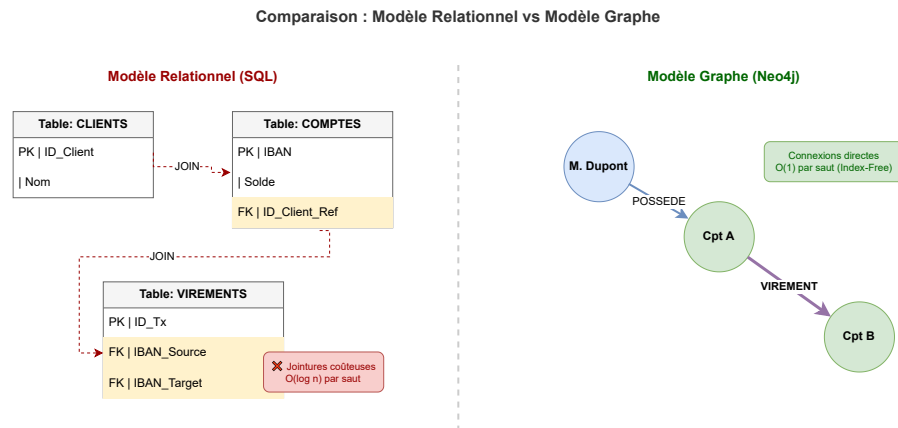 Comparaison : Modèle Relationnel vs Modèle Graphe
Modèle Relationnel (SQL)
Table: CLIENTS
PK | ID_Client
| Nom
JOIN
Table: COMPTES
PK | IBAN
| Solde
FK | ID_Client_Ref
JOIN
Table: VIREMENTS
PK | ID_Tx
FK | IBAN_Source
FK | IBAN_Target
❌ Jointures coûteuses
O(log n) par saut
Modèle Graphe (Neo4j)
M. Dupont
Connexions directes
O(1) par saut (Index-Free)
POSSEDE
Cpt A
VIREMENT
Cpt B